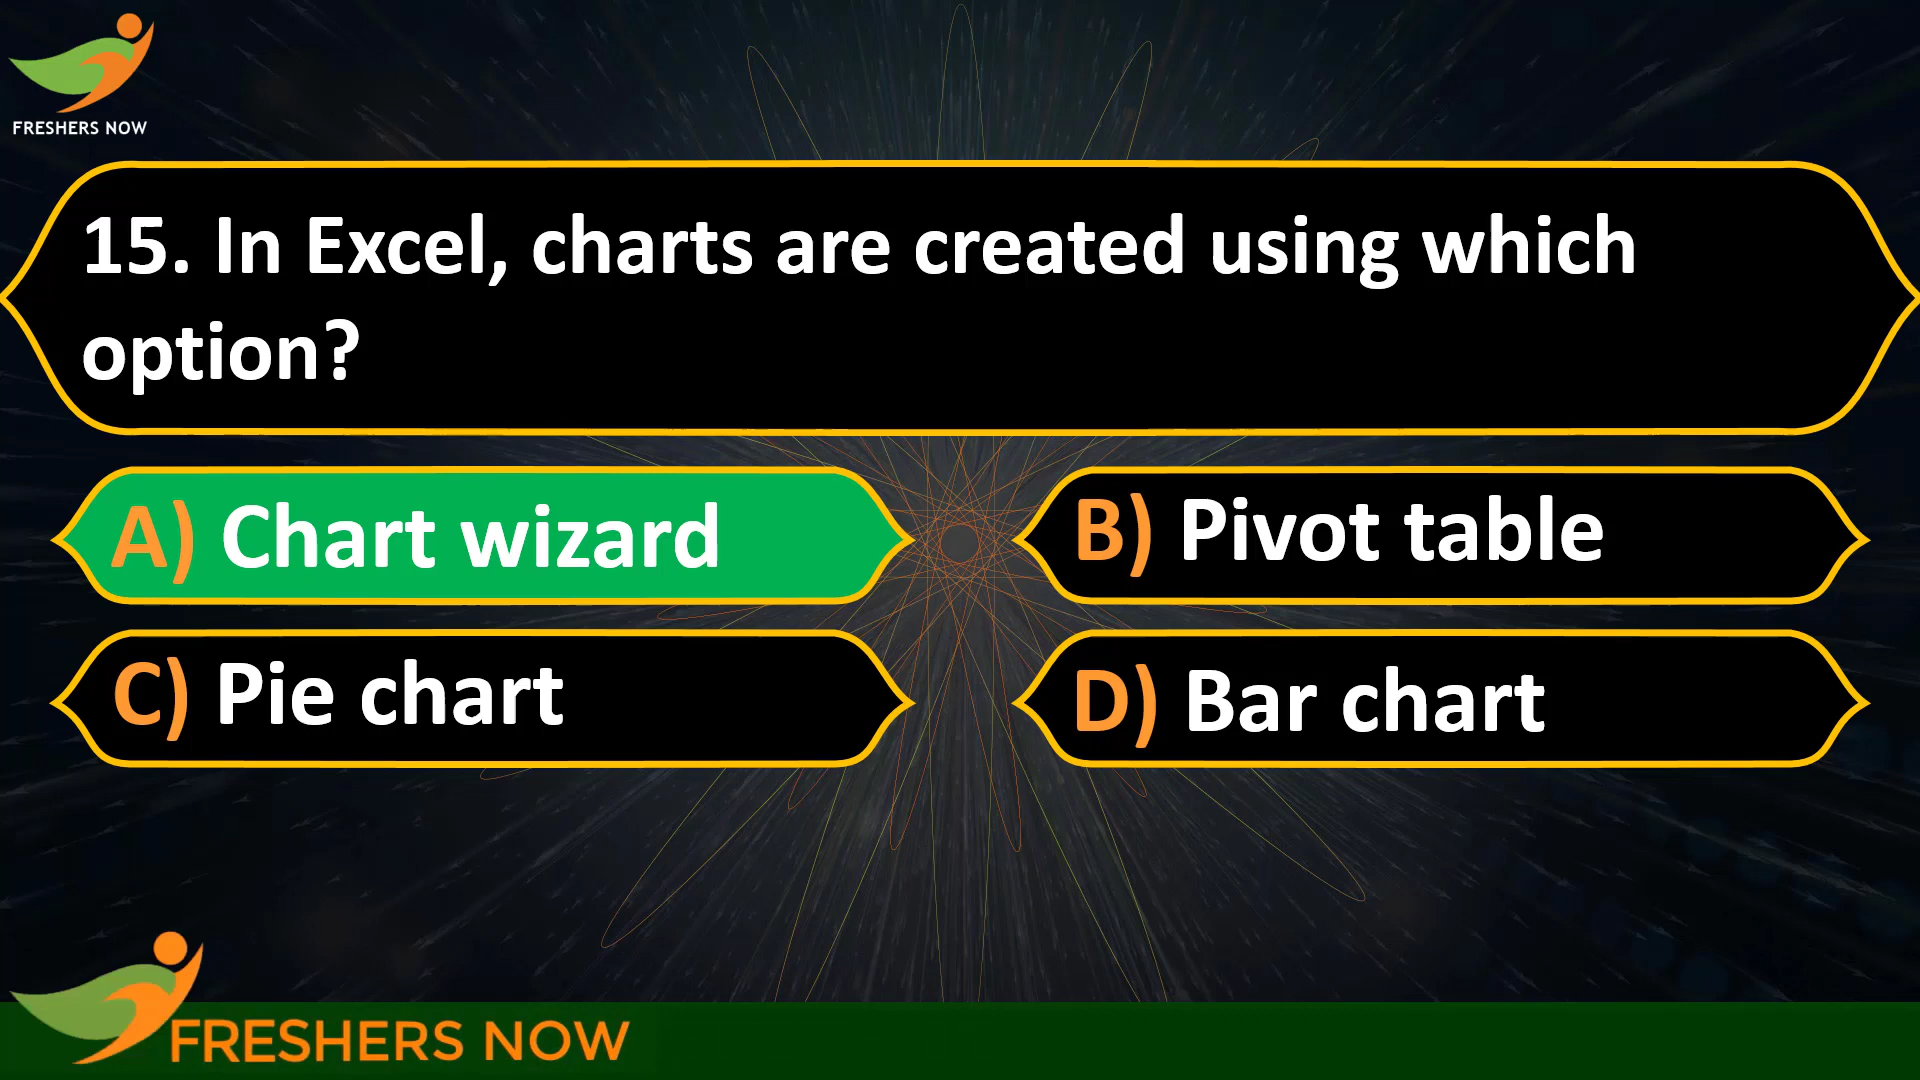 FRESHERS NOW
15. In Excel, charts are created using which
option?
A) Chart wizard
B) Pivot table
C) Pie chart
D) Bar chart
FRESHERS NOW